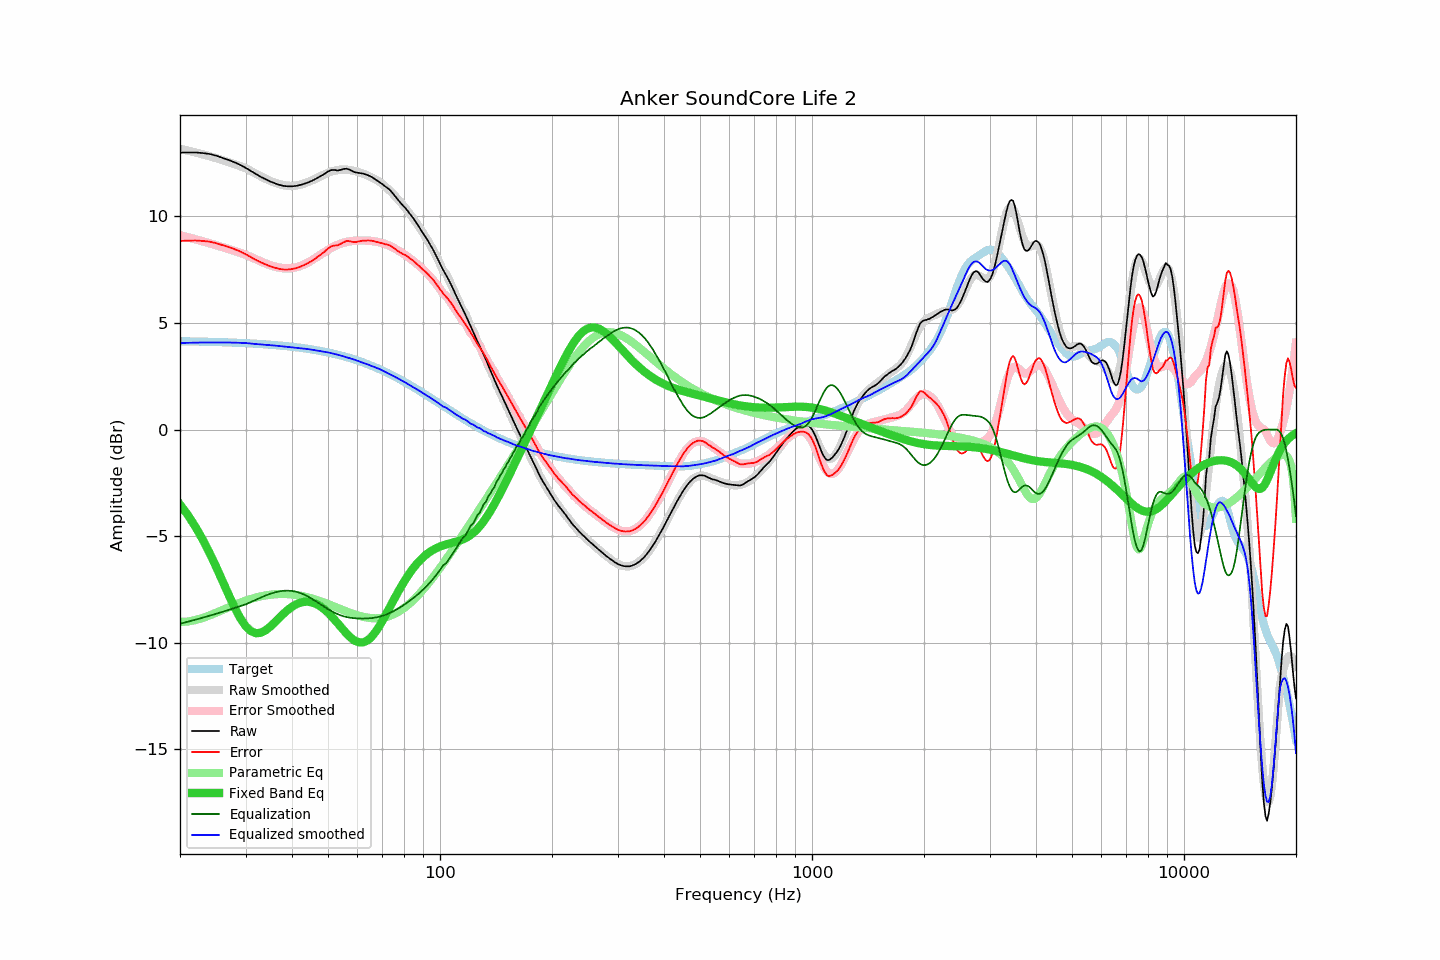 Anker SoundCore Life 2
Amplitude (dBr)
10
5
0
−5
−10
−15
Target
Raw Smoothed
Error Smoothed
Raw
Error
Parametric Eq
Fixed Band Eq
Equalization
Equalized smoothed
100
1000
10000
Frequency (Hz)